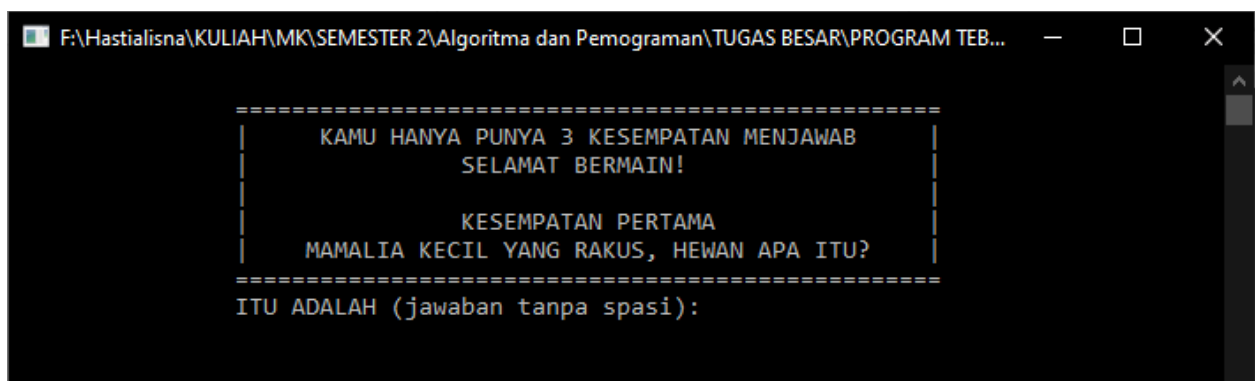 F:\Hastialisna\KULIAH\MK\SEMESTER 2\Algoritma dan Pemograman\TUGAS BESAR\PROGRAM TEB...
==================================================
| KAMU HANYA PUNYA 3 KESEMPATAN MENJAWAB |
| SELAMAT BERMAIN! |
| |
| KESEMPATAN PERTAMA |
| MAMALIA KECIL YANG RAKUS, HEWAN APA ITU? |
==================================================
ITU ADALAH (jawaban tanpa spasi):